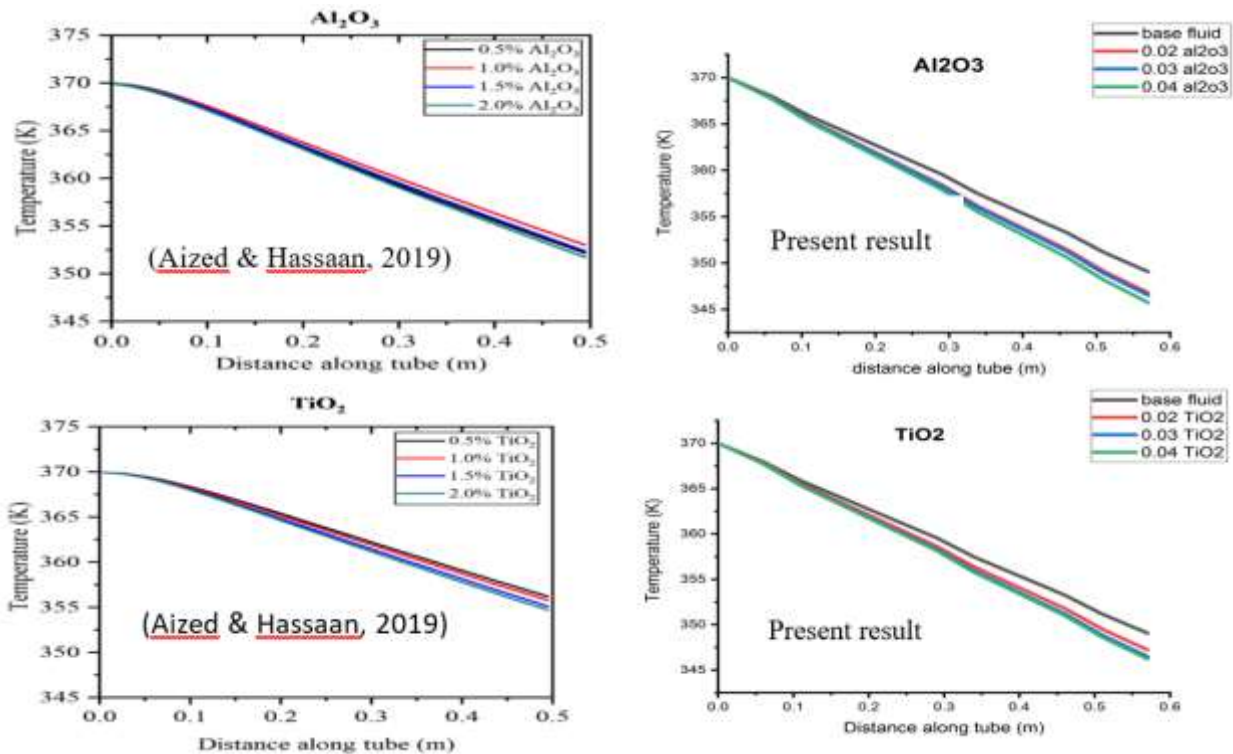 Al₂O₃
375
370
365
360
355
350
345
Temperature (K)
0.5% Al₂O₃
1.0% Al₂O₃
1.5% Al₂O₃
2.0% Al₂O₃
(Aized & Hassaan, 2019)
0.0 0.1 0.2 0.3 0.4 0.5
Distance along tube (m)
Al2O3
base fluid
0.02 al2o3
0.03 al2o3
0.04 al2o3
370
365
360
355
350
345
Temperature (K)
Present result
0.0 0.1 0.2 0.3 0.4 0.5 0.6
distance along tube (m)
TiO₂
375
370
365
360
355
350
345
Temperature (K)
0.5% TiO₂
1.0% TiO₂
1.5% TiO₂
2.0% TiO₂
(Aized & Hassaan, 2019)
0.0 0.1 0.2 0.3 0.4 0.5
Distance along tube (m)
TiO2
base fluid
0.02 TiO2
0.03 TiO2
0.04 TiO2
370
365
360
355
350
345
Temperature (K)
Present result
0.0 0.1 0.2 0.3 0.4 0.5 0.6
Distance along tube (m)